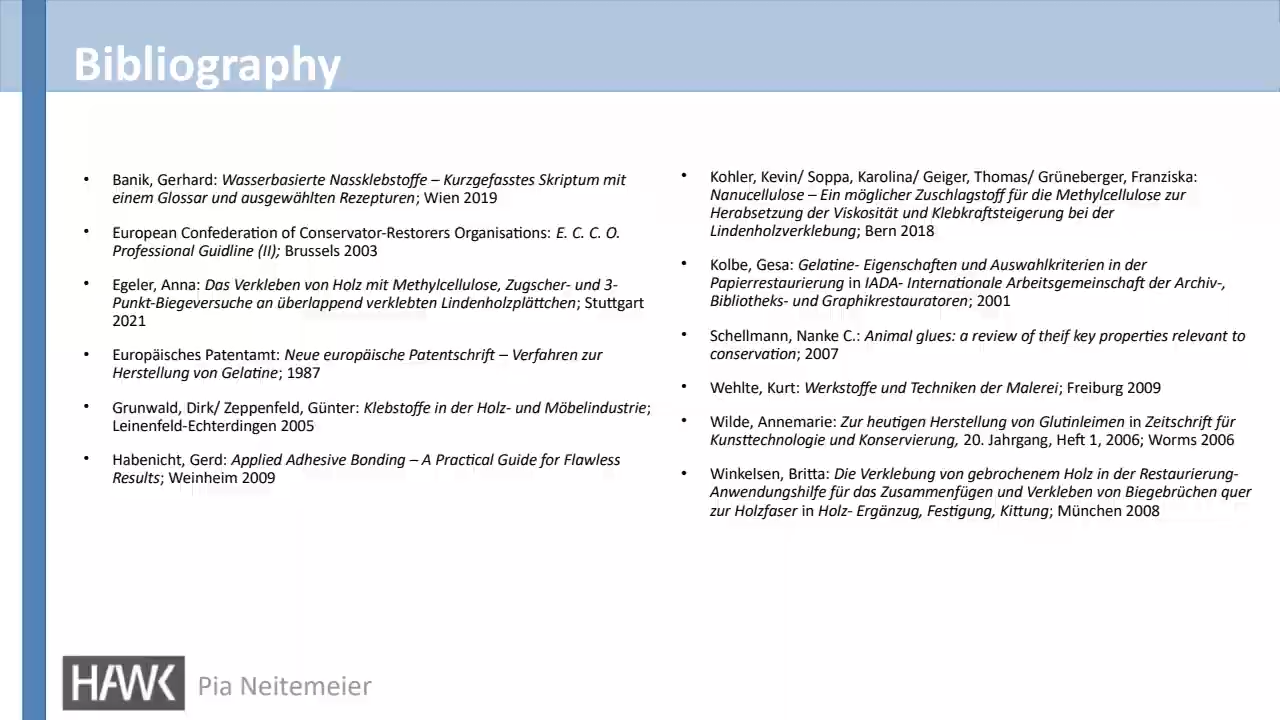 Bibliography
• Banik, Gerhard: Wasserbasierte Nassklebstoffe – Kurzgefasstes Skriptum mit
einem Glossar und ausgewählten Rezepturen; Wien 2019
• European Confederation of Conservator-Restorers Organisations: E. C. C. O.
Professional Guidline (II); Brussels 2003
• Egeler, Anna: Das Verkleben von Holz mit Methylcellulose, Zugscher- und 3-
Punkt-Biegeversuche an überlappend verklebten Lindenholzplättchen; Stuttgart
2021
• Europäisches Patentamt: Neue europäische Patentschrift – Verfahren zur
Herstellung von Gelatine; 1987
• Grunwald, Dirk/ Zeppenfeld, Günter: Klebstoffe in der Holz- und Möbelindustrie;
Leinenfeld-Echterdingen 2005
• Habenicht, Gerd: Applied Adhesive Bonding – A Practical Guide for Flawless
Results; Weinheim 2009
• Kohler, Kevin/ Soppa, Karolina/ Geiger, Thomas/ Grüneberger, Franziska:
Nanucellulose – Ein möglicher Zuschlagstoff für die Methylcellulose zur
Herabsetzung der Viskosität und Klebkraftsteigerung bei der
Lindenholzverklebung; Bern 2018
• Kolbe, Gesa: Gelatine- Eigenschaften und Auswahlkriterien in der
Papierrestaurierung in IADA- Internationale Arbeitsgemeinschaft der Archiv-,
Bibliotheks- und Graphikrestauratoren; 2001
• Schellmann, Nanke C.: Animal glues: a review of theif key properties relevant to
conservation; 2007
• Wehlte, Kurt: Werkstoffe und Techniken der Malerei; Freiburg 2009
• Wilde, Annemarie: Zur heutigen Herstellung von Glutinleimen in Zeitschrift für
Kunsttechnologie und Konservierung, 20. Jahrgang, Heft 1, 2006; Worms 2006
• Winkelsen, Britta: Die Verklebung von gebrochenem Holz in der Restaurierung-
Anwendungshilfe für das Zusammenfügen und Verkleben von Biegebrüchen quer
zur Holzfaser in Holz- Ergänzug, Festigung, Kittung; München 2008
HAWK
Pia Neitemeier